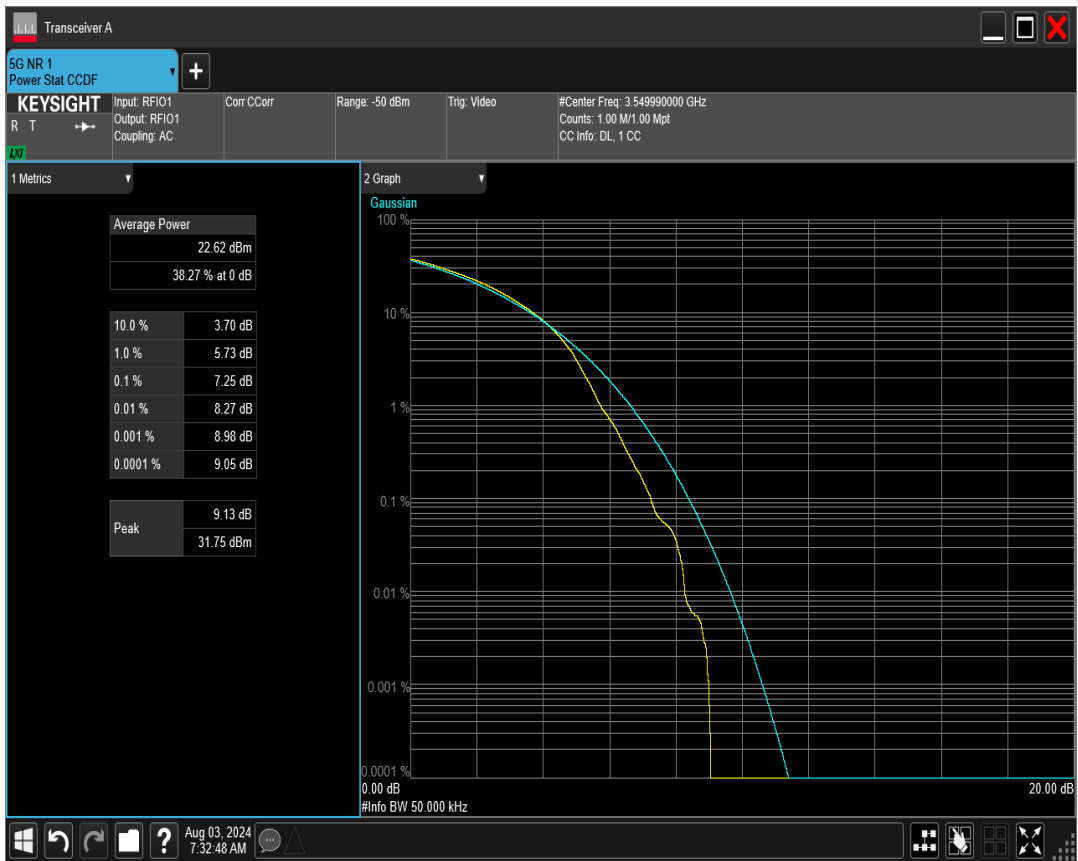 Transceiver A
5G NR 1
Power Stat CCDF
KEYSIGHT
R T
LXI
Input: RFIO1
Output: RFIO1
Coupling: AC
Corr CCorr
Range: -50 dBm
Trig: Video
#Center Freq: 3.549990000 GHz
Counts: 1.00 M/1.00 Mpt
CC Info: DL, 1 CC
1 Metrics
Average Power
22.62 dBm
38.27 % at 0 dB
10.0 % 3.70 dB
1.0 % 5.73 dB
0.1 % 7.25 dB
0.01 % 8.27 dB
0.001 % 8.98 dB
0.0001 % 9.05 dB
Peak
9.13 dB
31.75 dBm
2 Graph
Gaussian
100 %
10 %
1 %
0.1 %
0.01 %
0.001 %
0.0001 %
0.00 dB 20.00 dB
#Info BW 50.000 kHz
? Aug 03, 2024
7:32:48 AM